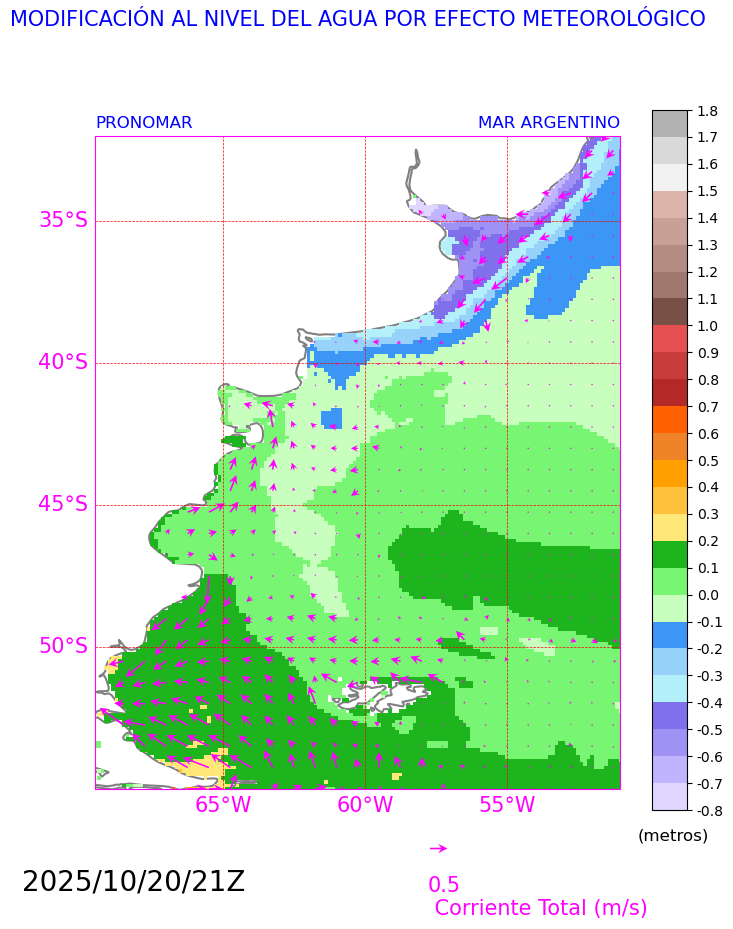 MODIFICACIÓN AL NIVEL DEL AGUA POR EFECTO METEOROLÓGICO
PRONOMAR
MAR ARGENTINO
35°S
40°S
45°S
50°S
65°W
60°W
55°W
1.8
1.7
1.6
1.5
1.4
1.3
1.2
1.1
1.0
0.9
0.8
0.7
0.6
0.5
0.4
0.3
0.2
0.1
0.0
-0.1
-0.2
-0.3
-0.4
-0.5
-0.6
-0.7
-0.8
(metros)
2025/10/20/21Z
0.5
Corriente Total (m/s)